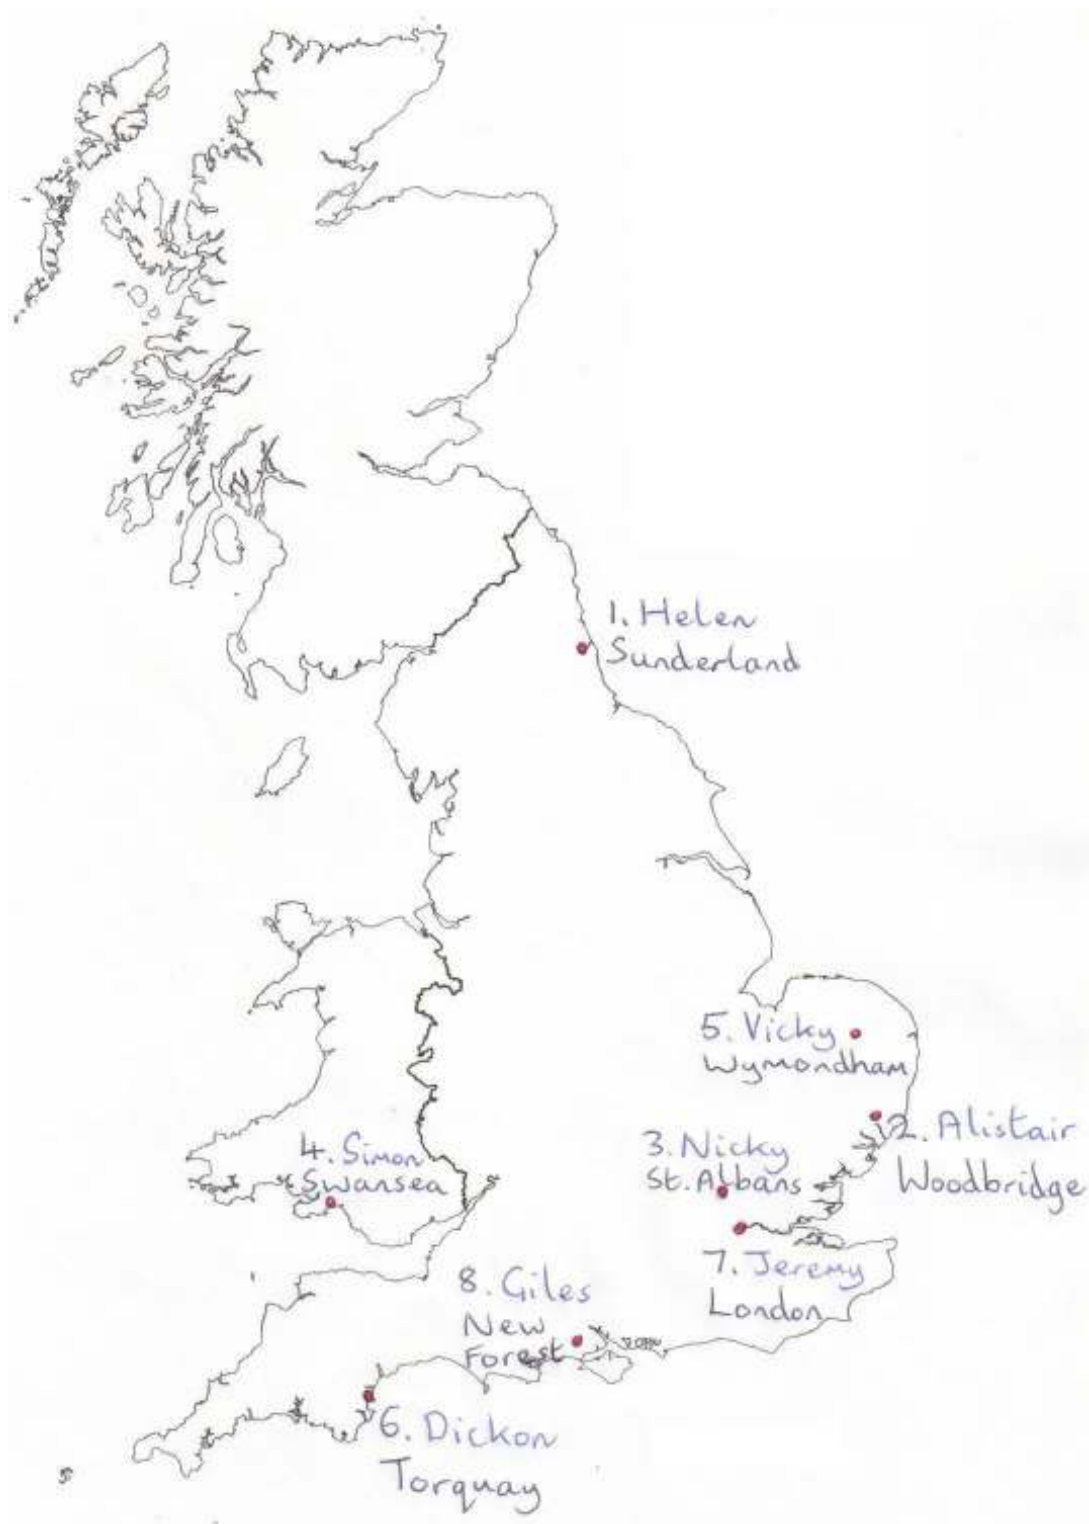 1. Helen
Sunderland
5. Vicky
Wymondham
2. Alistair
Woodbridge
3. Nicky
St. Albans
4. Simon
Swansea
7. Jeremy
London
8. Giles
New
Forest
6. Dickon
Torquay